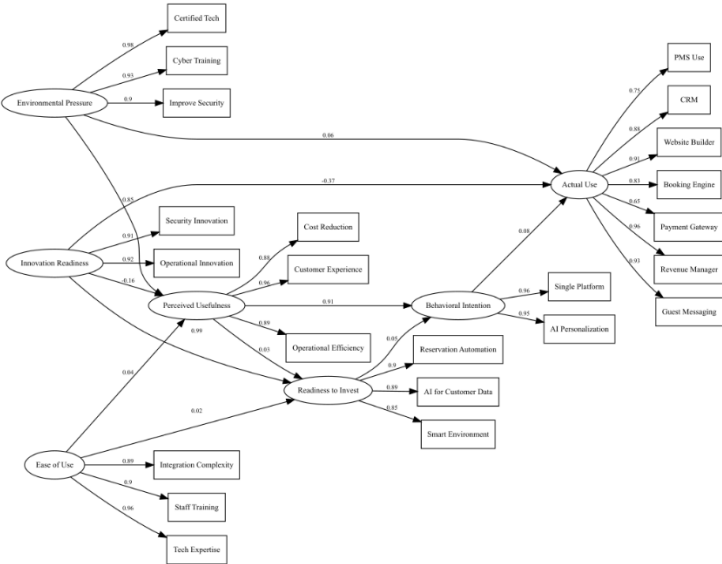 Certified Tech
0.98
Cyber Training
0.93
Environmental Pressure
0.9
Improve Security
0.06
PMS Use
0.75
CRM
0.88
Website Builder
0.91
Actual Use
0.83
Booking Engine
0.65
Payment Gateway
0.96
Revenue Manager
0.93
Guest Messaging
-0.37
0.85
Security Innovation
0.91
Innovation Readiness
0.92
Operational Innovation
-0.16
0.99
Cost Reduction
0.88
Customer Experience
0.96
Perceived Usefulness
0.91
0.89
Operational Efficiency
0.03
Behavioral Intention
0.08
0.96
Single Platform
0.95
AI Personalization
0.05
Reservation Automation
0.9
Readiness to Invest
0.89
AI for Customer Data
0.85
Smart Environment
0.04
0.02
Ease of Use
0.89
Integration Complexity
0.9
Staff Training
0.96
Tech Expertise